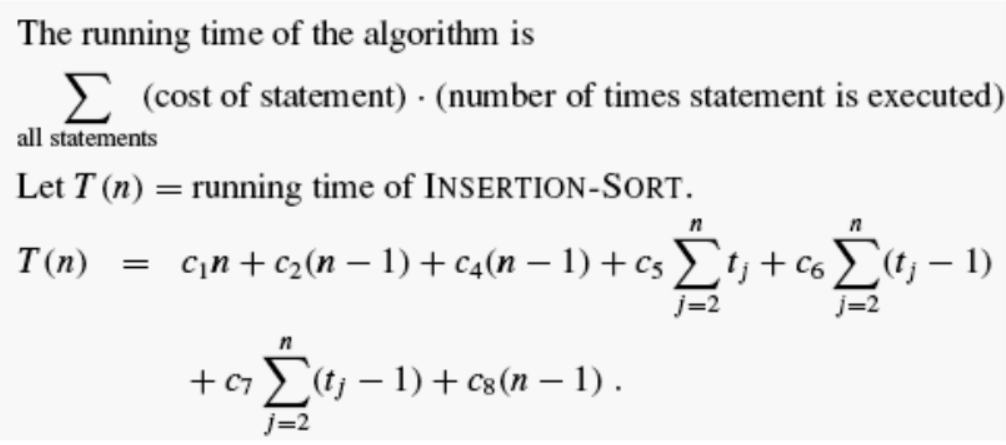 The running time of the algorithm is
∑ (cost of statement) · (number of times statement is executed)
all statements
Let T(n) = running time of INSERTION-SORT.
T(n) = c₁n + c₂(n − 1) + c₄(n − 1) + c₅ ∑_{j=2}^{n} t_j + c₆ ∑_{j=2}^{n} (t_j − 1)
+ c₇ ∑_{j=2}^{n} (t_j − 1) + c₈(n − 1) .